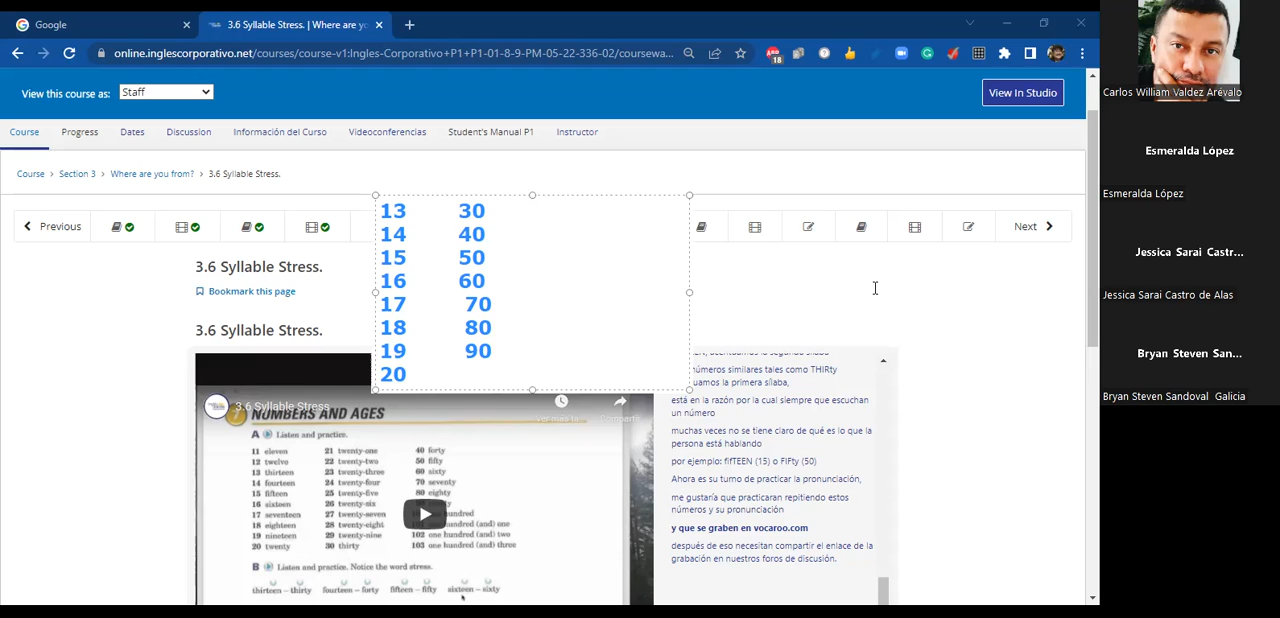 Google
3.6 Syllable Stress. | Where are yo
online.inglescorporativo.net/courses/course-v1:Ingles-Corporativo+P1+P1-01-8-9-PM-05-22-336-02/coursewa...
18
View this course as:
Staff
View In Studio
Course
Progress
Dates
Discussion
Información del Curso
Videoconferencias
Student's Manual P1
Instructor
Course > Section 3 > Where are you from? > 3.6 Syllable Stress.
Previous
Next
13 30
14 40
15 50
16 60
17 70
18 80
19 90
20
3.6 Syllable Stress.
Bookmark this page
3.6 Syllable Stress.
3.6 Syllable Stress
NUMBERS AND AGES
A Listen and practice.
11 eleven 21 twenty-one 40 forty
12 twelve 22 twenty-two 50 fifty
13 thirteen 23 twenty-three 60 sixty
14 fourteen 24 twenty-four 70 seventy
15 fifteen 25 twenty-five 80 eighty
16 sixteen 26 twenty-six
17 seventeen 27 twenty-seven hundred
18 eighteen 28 twenty-eight hundred (and) one
19 nineteen 29 twenty-nine 102 one hundred (and) two
20 twenty 30 thirty 103 one hundred (and) three
B Listen and practice. Notice the word stress.
thirteen – thirty fourteen – forty fifteen – fifty sixteen – sixty
números similares tales como THIRty
uamos la primera sílaba,
está en la razón por la cual siempre que escuchan
un número
muchas veces no se tiene claro de qué es lo que la
persona está hablando
por ejemplo: fifTEEN (15) o FIFty (50)
Ahora es su turno de practicar la pronunciación,
me gustaría que practicaran repitiendo estos
números y su pronunciación
y que se graben en vocaroo.com
después de eso necesitan compartir el enlace de la
grabación en nuestros foros de discusión.
Carlos William Valdez Arévalo
Esmeralda López
Esmeralda López
Jessica Sarai Castr...
Jessica Sarai Castro de Alas
Bryan Steven San...
Bryan Steven Sandoval Galicia